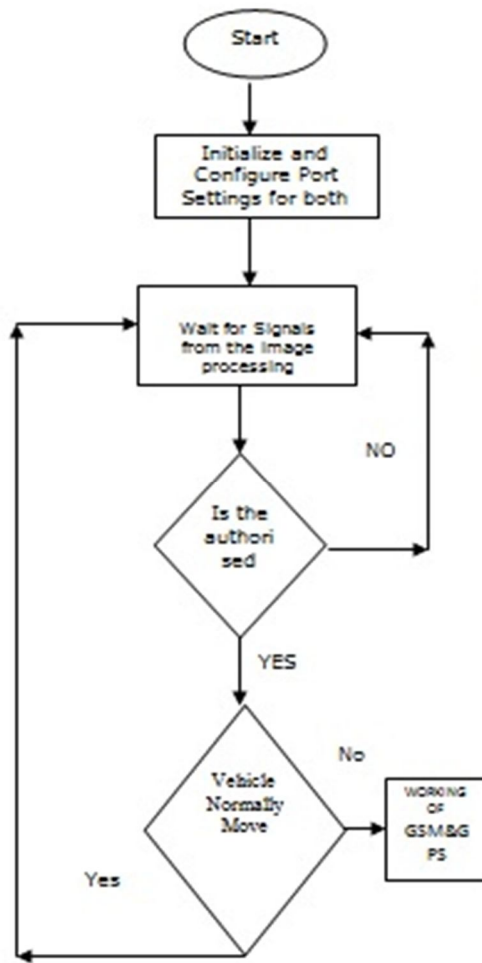 Start
Initialize and
Configure Port
Settings for both
Wait for Signals
from the image
processing
NO
Is the
authori
sed
YES
No
Vehicle
Normally
Move
WORKING
OF
GSM&G
PS
Yes